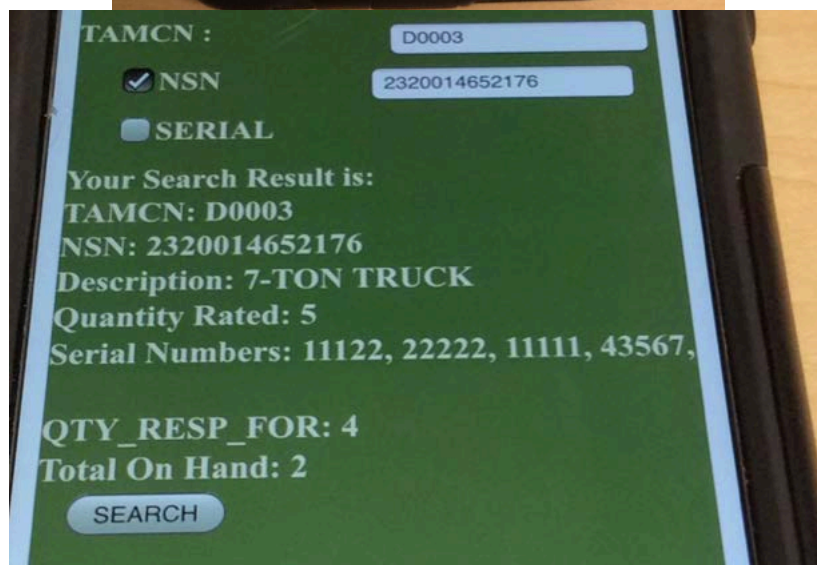 TAMCN : D0003
NSN 2320014652176
SERIAL
Your Search Result is:
TAMCN: D0003
NSN: 2320014652176
Description: 7-TON TRUCK
Quantity Rated: 5
Serial Numbers: 11122, 22222, 11111, 43567,
QTY_RESP_FOR: 4
Total On Hand: 2
SEARCH